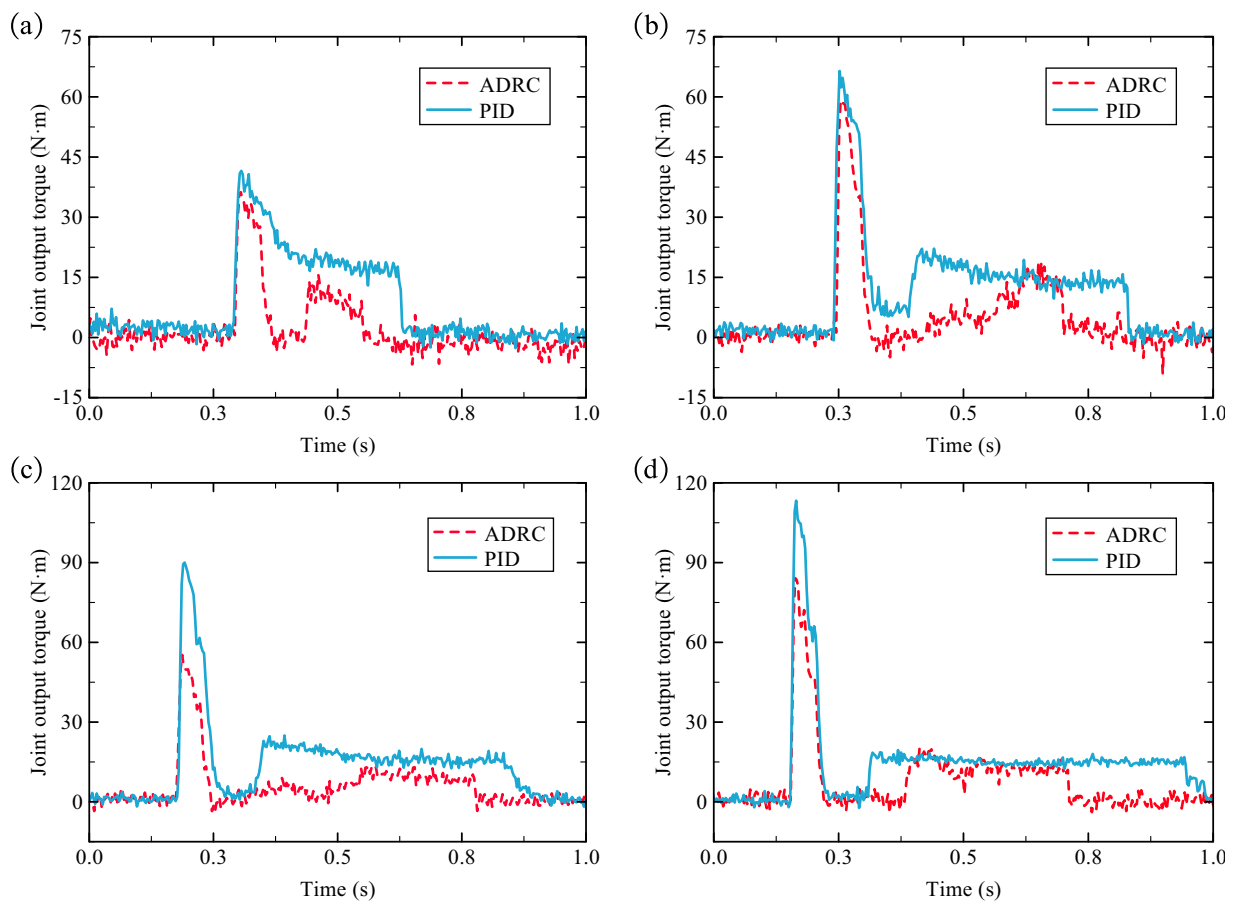 (a)
75
60
45
30
15
0
-15
Joint output torque (N·m)
ADRC
PID
0.0 0.3 0.5 0.8 1.0
Time (s)
(b)
75
60
45
30
15
0
-15
Joint output torque (N·m)
ADRC
PID
0.0 0.3 0.5 0.8 1.0
Time (s)
(c)
120
90
60
30
0
Joint output torque (N·m)
ADRC
PID
0.0 0.3 0.5 0.8 1.0
Time (s)
(d)
120
90
60
30
0
Joint output torque (N·m)
ADRC
PID
0.0 0.3 0.5 0.8 1.0
Time (s)